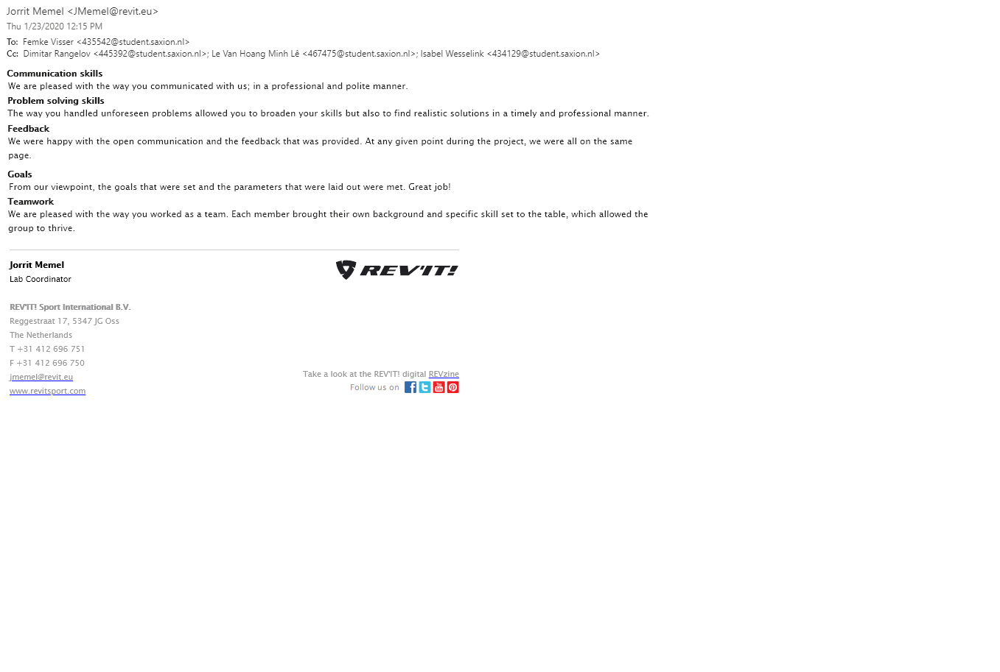 Jorrit Memel <JMemel@revit.eu>
Thu 1/23/2020 12:15 PM
To: Femke Visser <435542@student.saxion.nl>
Cc: Dimitar Rangelov <445392@student.saxion.nl>; Le Van Hoang Minh Lê <467475@student.saxion.nl>; Isabel Wesselink <434129@student.saxion.nl>
Communication skills
We are pleased with the way you communicated with us; in a professional and polite manner.
Problem solving skills
The way you handled unforeseen problems allowed you to broaden your skills but also to find realistic solutions in a timely and professional manner.
Feedback
We were happy with the open communication and the feedback that was provided. At any given point during the project, we were all on the same
page.
Goals
From our viewpoint, the goals that were set and the parameters that were laid out were met. Great job!
Teamwork
We are pleased with the way you worked as a team. Each member brought their own background and specific skill set to the table, which allowed the
group to thrive.
Jorrit Memel
REV'IT!
Lab Coordinator
REV'IT! Sport International B.V.
Reggestraat 17, 5347 JG Oss
The Netherlands
T +31 412 696 751
F +31 412 696 750
jmemel@revit.eu
www.revitsport.com
Take a look at the REV'IT! digital REVzine
Follow us on